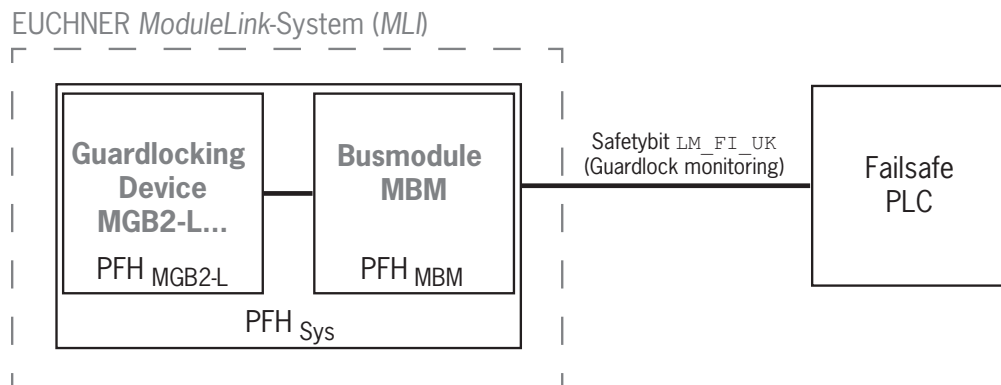 EUCHNER ModuleLink-System (MLI)
Guardlocking
Device
MGB2-L...
PFH MGB2-L
Busmodule
MBM
PFH MBM
PFH Sys
Safetybit LM_FI_UK
(Guardlock monitoring)
Failsafe
PLC